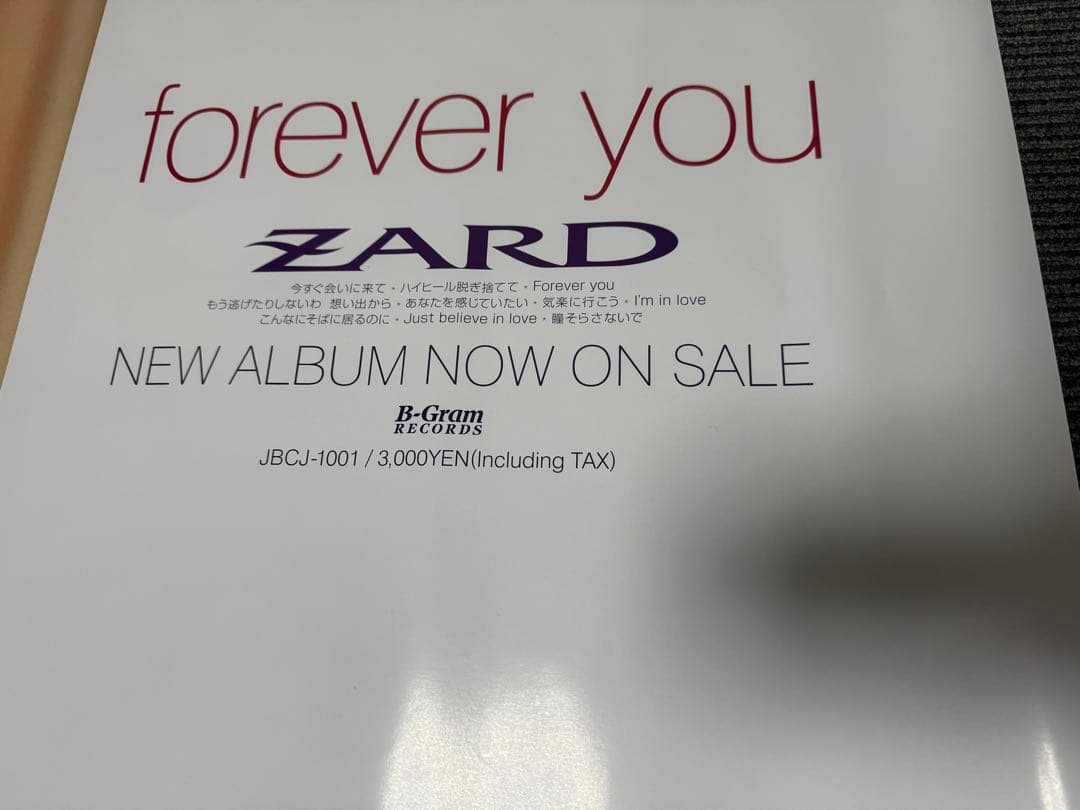 forever you
ZARD
今すぐ会いに来て・ハイヒール脱ぎ捨てて・Forever you
もう逃げたりしないわ 想い出から・あなたを感じていたい・気楽に行こう・I'm in love
こんなにそばに居るのに・Just believe in love・瞳そらさないで
NEW ALBUM NOW ON SALE
B-Gram
RECORDS
JBCJ-1001 / 3,000YEN(Including TAX)